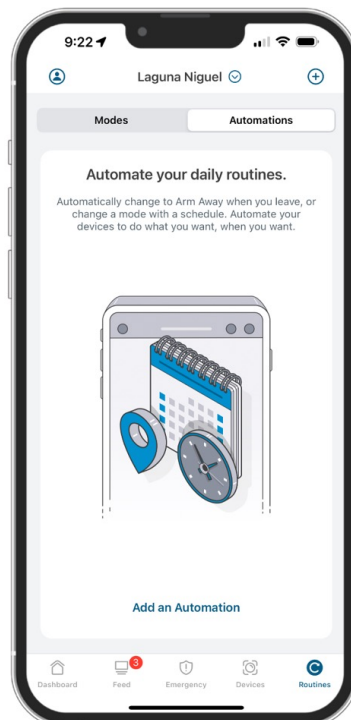 9:22
Laguna Niguel
Modes
Automations
Automate your daily routines.
Automatically change to Arm Away when you leave, or
change a mode with a schedule. Automate your
devices to do what you want, when you want.
Add an Automation
3
Dashboard
Feed
Emergency
Devices
Routines